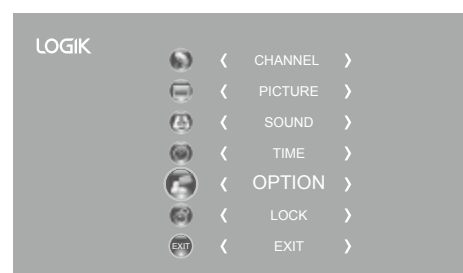 LOGIK
CHANNEL
PICTURE
SOUND
TIME
OPTION
LOCK
EXIT EXIT